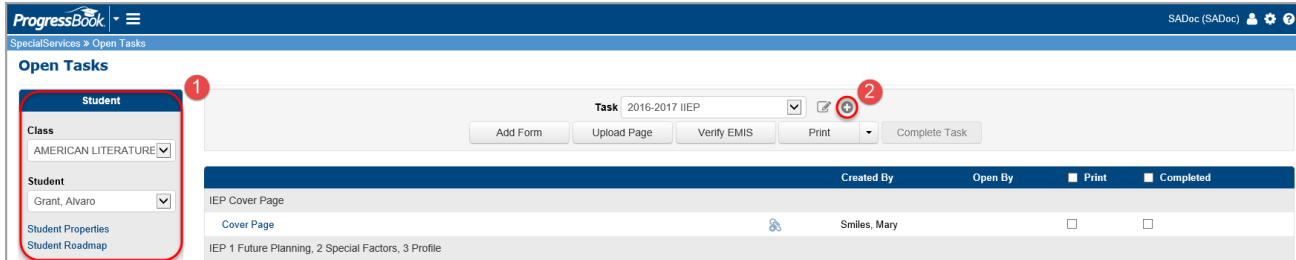 ProgressBook
SADoc (SADoc)
SpecialServices » Open Tasks
Open Tasks
1
Student
Class
AMERICAN LITERATURE
Student
Grant, Alvaro
Student Properties
Student Roadmap
2
Task 2016-2017 IIEP
Add Form Upload Page Verify EMIS Print Complete Task
Created By Open By Print Completed
IEP Cover Page
Cover Page Smiles, Mary
IEP 1 Future Planning, 2 Special Factors, 3 Profile